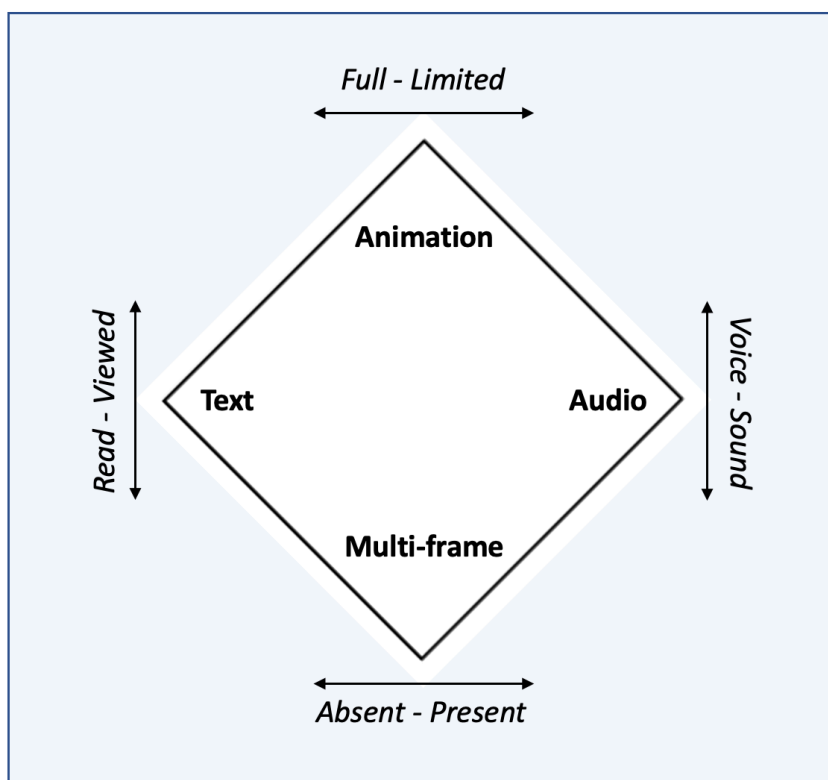 Full - Limited
Animation
Read - Viewed
Text
Audio
Voice - Sound
Multi-frame
Absent - Present